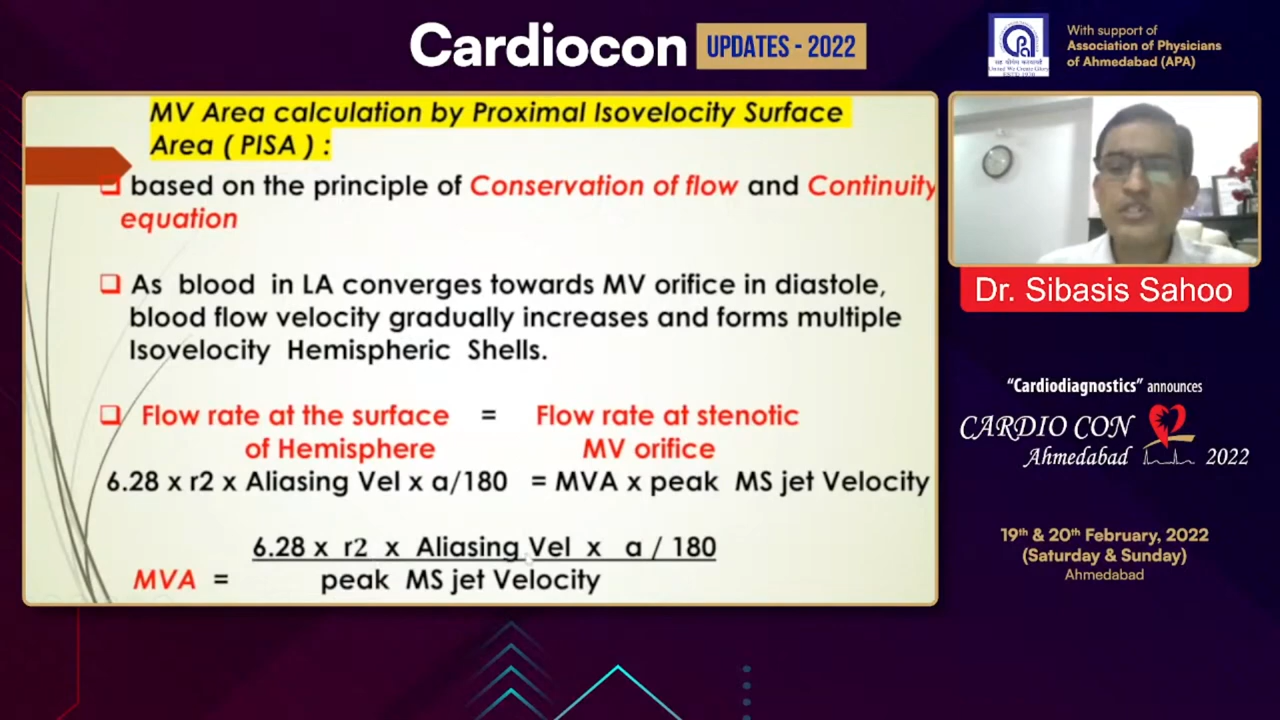 Cardiocon UPDATES - 2022
With support of
Association of Physicians
of Ahmedabad (APA)
MV Area calculation by Proximal Isovelocity Surface
Area ( PISA ) :
based on the principle of Conservation of flow and Continuity
equation
As blood in LA converges towards MV orifice in diastole,
blood flow velocity gradually increases and forms multiple
Isovelocity Hemispheric Shells.
Flow rate at the surface = Flow rate at stenotic
of Hemisphere MV orifice
6.28 x r2 x Aliasing Vel x a/180 = MVA x peak MS jet Velocity
6.28 x r2 x Aliasing Vel x a / 180
MVA = peak MS jet Velocity
Dr. Sibasis Sahoo
“Cardiodiagnostics” announces
CARDIO CON
Ahmedabad 2022
19th & 20th February, 2022
(Saturday & Sunday)
Ahmedabad